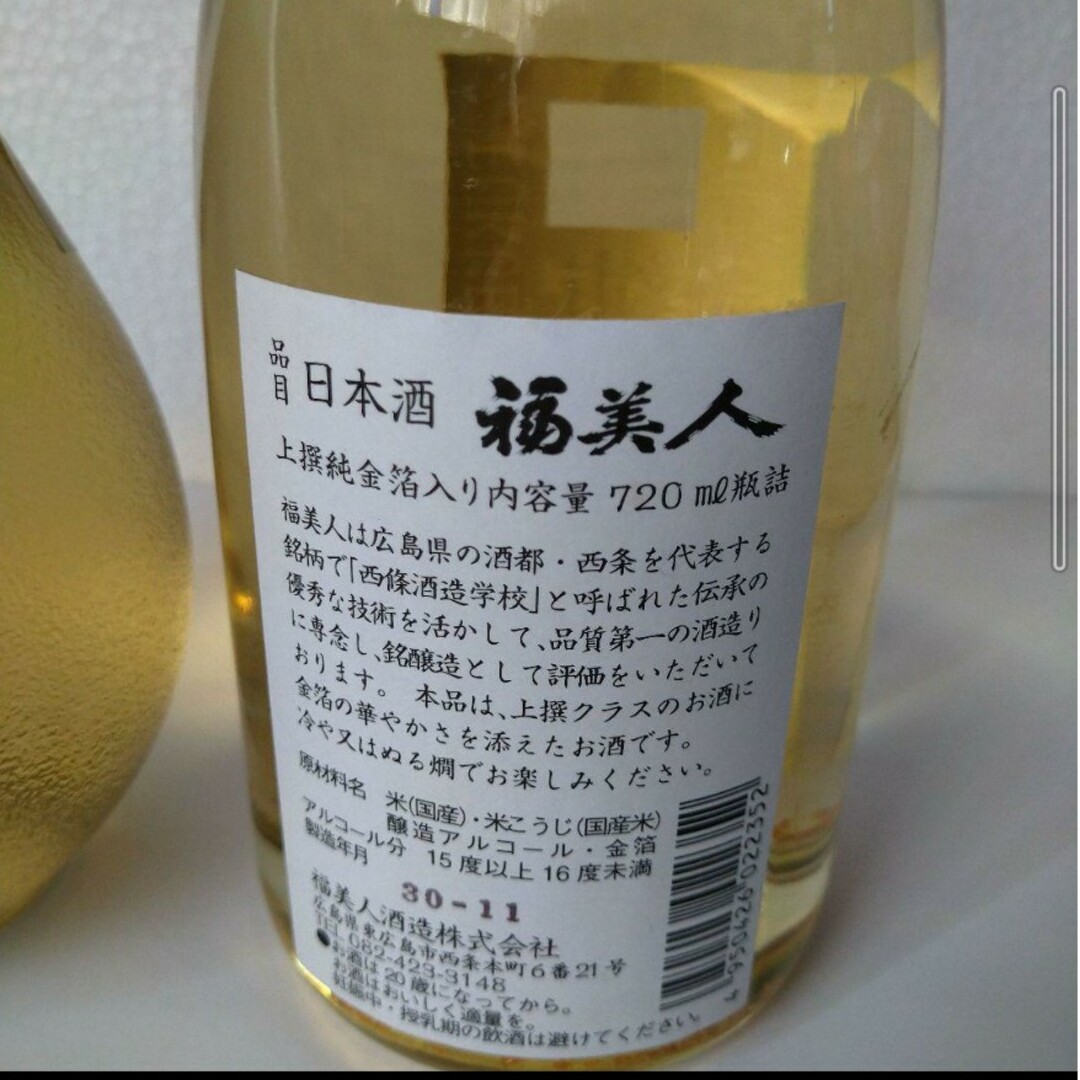 品目 日本酒 福美人
上撰純金箔入り内容量 720 ml瓶詰
福美人は広島県の酒都・西条を代表する
銘柄で「西條酒造学校」と呼ばれた伝承の
優秀な技術を活かして、品質第一の酒造り
に専念し、銘醸造として評価をいただいて
おります。 本品は、上撰クラスのお酒に
金箔の華やかさを添えたお酒です。
冷や又はぬる燗でお楽しみください。
原材料名 米(国産)・米こうじ(国産米)
醸造アルコール・金箔
アルコール分 15度以上16度未満
製造年月 30-11
福美人酒造株式会社
広島県東広島市西条本町6番21号
TEL 082-423-3148
●お酒は20歳になってから。
お酒はおいしく適量を。
妊娠中・授乳期の飲酒は避けてください。
4 950426 022352